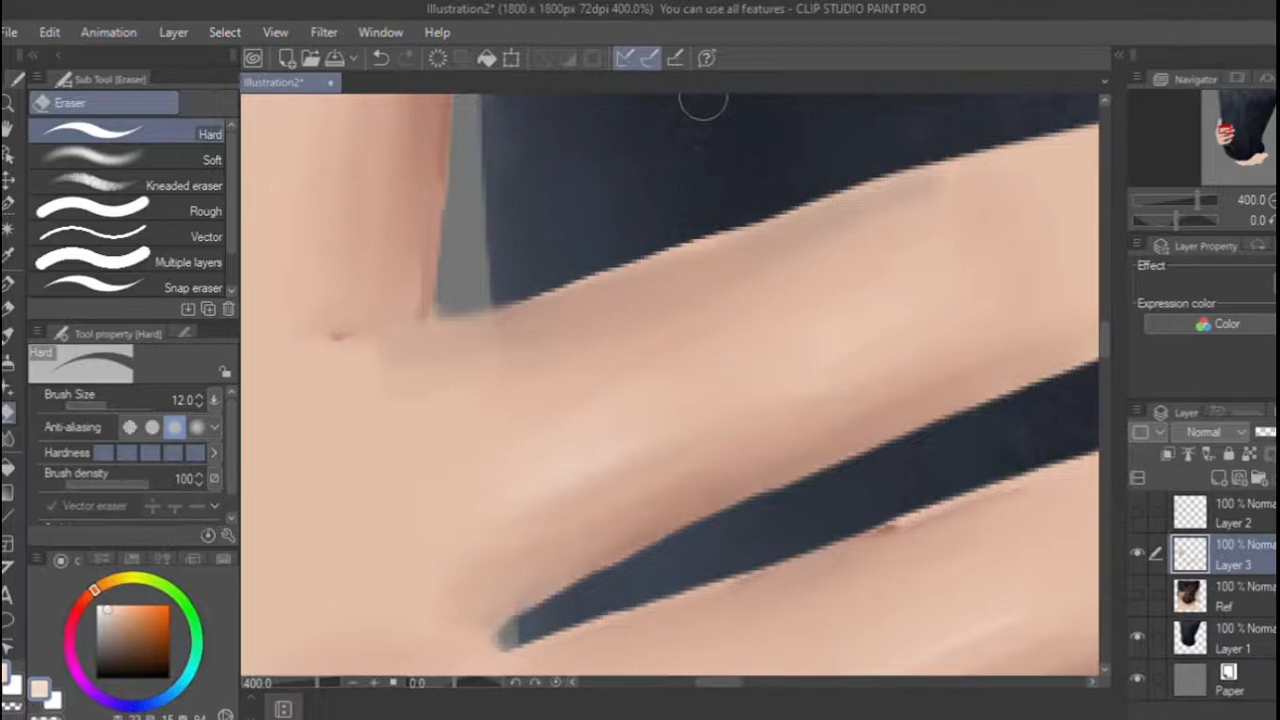 Illustration2* (1800 x 1800px 72dpi 400.0%) You can use all features - CLIP STUDIO PAINT PRO
File Edit Animation Layer Select View Filter Window Help
Sub Tool [Eraser]
Illustration2*
Navigator
Eraser
Hard
Soft
Kneaded eraser
Rough
Vector
Multiple layers
Snap eraser
400.0
0.0
Layer Property
Effect
Expression color
Color
Tool property [Hard]
Hard
Brush Size 12.0
Anti-aliasing
Hardness
Brush density 100
Vector eraser
Layer
Normal
100 % Norma
Layer 2
100 % Norma
Layer 3
100 % Norma
Ref
100 % Norma
Layer 1
Paper
400.0 0.0
23 15 94